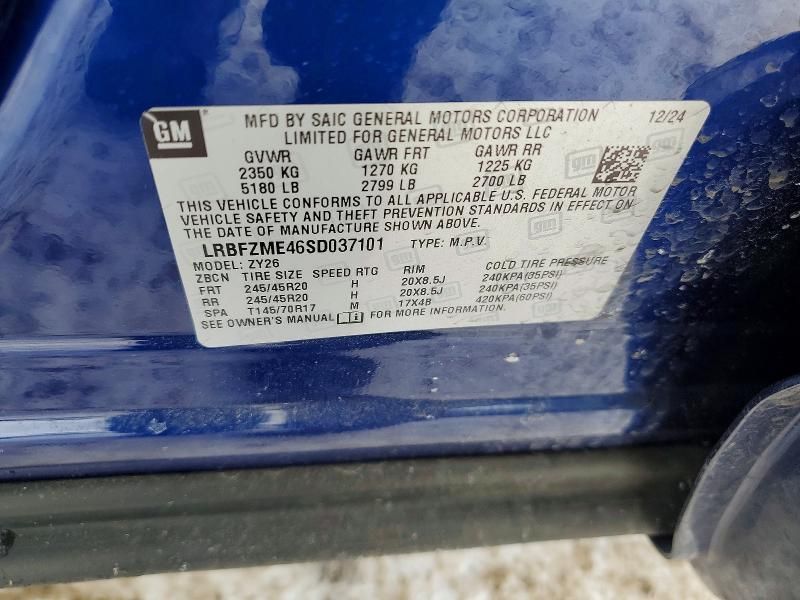 GM
MFD BY SAIC GENERAL MOTORS CORPORATION 12/24
LIMITED FOR GENERAL MOTORS LLC
GVWR GAWR FRT GAWR RR
2350 KG 1270 KG 1225 KG
5180 LB 2799 LB 2700 LB
THIS VEHICLE CONFORMS TO ALL APPLICABLE U.S. FEDERAL MOTOR
VEHICLE SAFETY AND THEFT PREVENTION STANDARDS IN EFFECT ON
THE DATE OF MANUFACTURE SHOWN ABOVE.
LRBFZME46SD037101 TYPE: M.P.V.
MODEL: ZY26
ZBCN TIRE SIZE SPEED RTG RIM COLD TIRE PRESSURE
FRT 245/45R20 H 20X8.5J 240KPA(35PSI)
RR 245/45R20 H 20X8.5J 240KPA(35PSI)
SPA T145/70R17 M 17X4B 420KPA(60PSI)
SEE OWNER'S MANUAL FOR MORE INFORMATION.